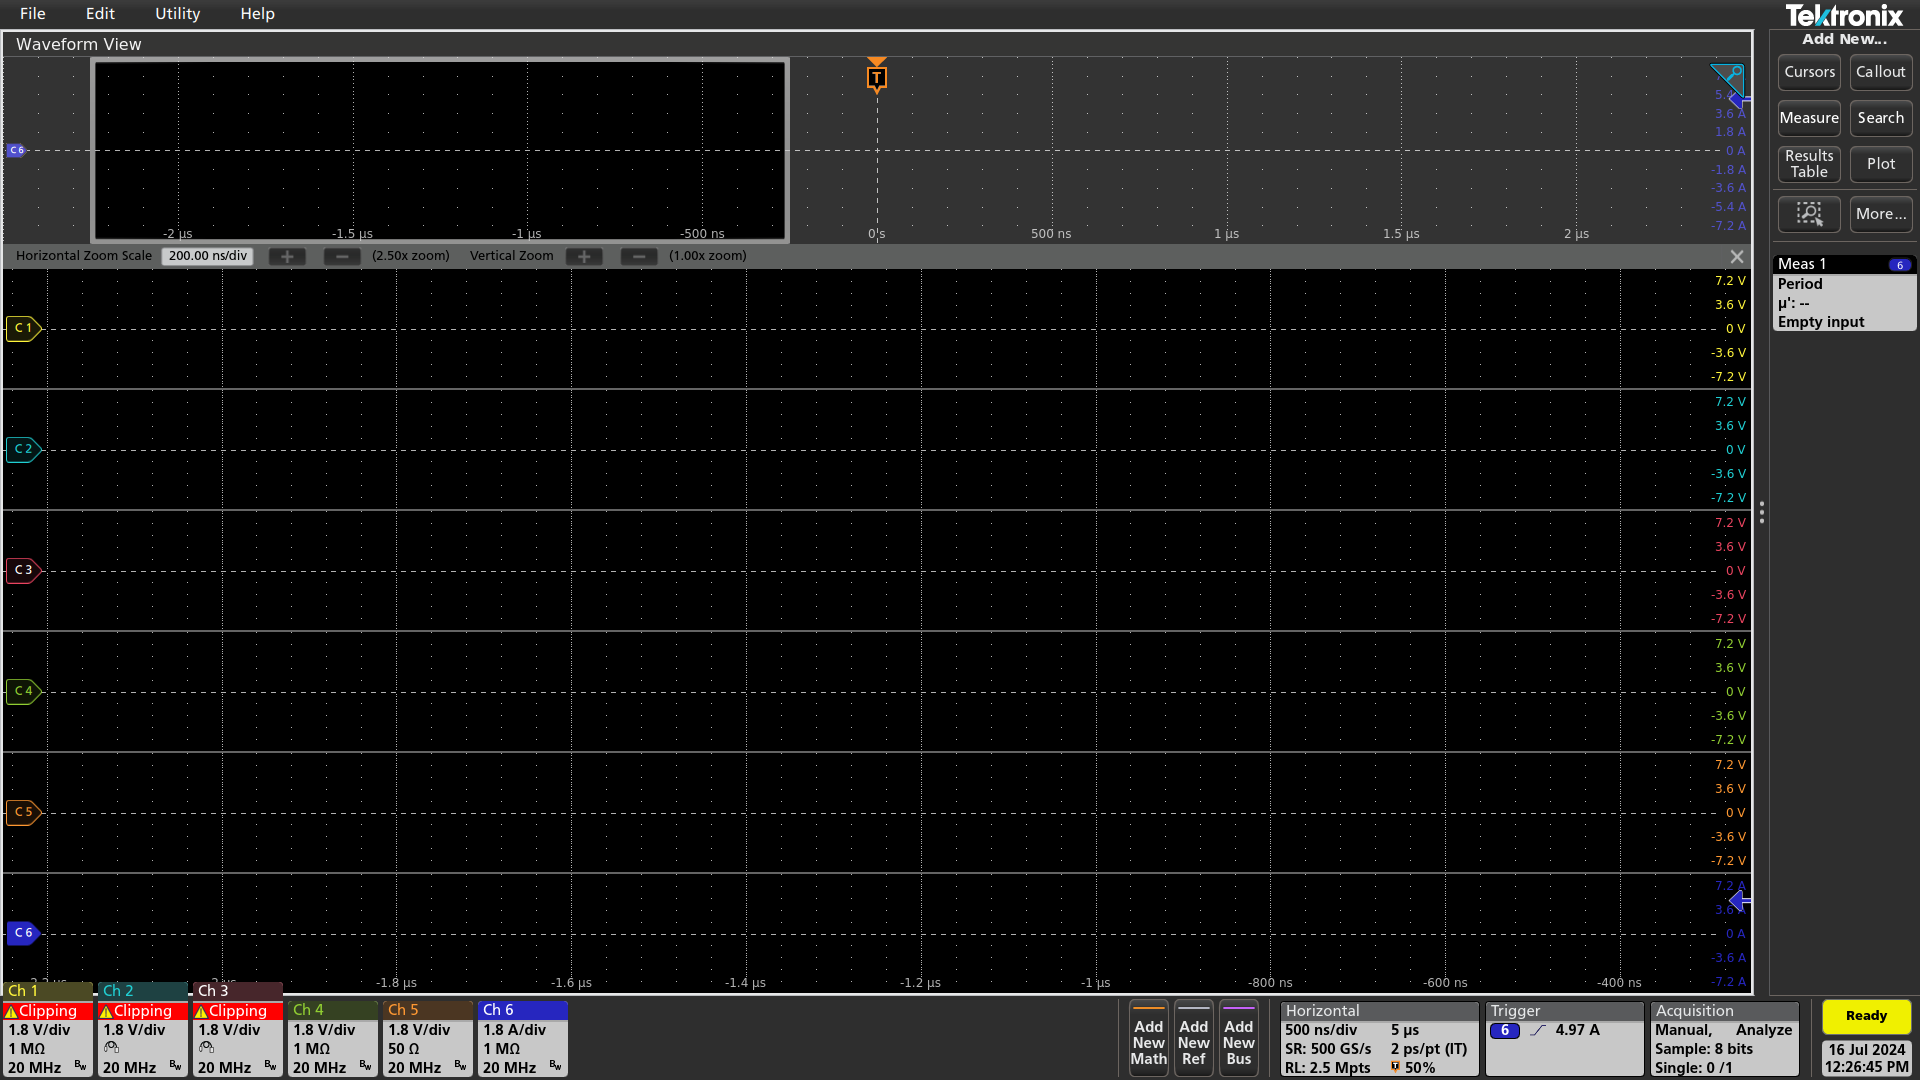 File Edit Utility Help
Tektronix
Waveform View
Add New...
Cursors Callout
Measure Search
Results Table Plot
More...
T
C 6
3.6 A
1.8 A
0 A
-1.8 A
-3.6 A
-5.4 A
-7.2 A
-2 µs -1.5 µs -1 µs -500 ns 0 s 500 ns 1 µs 1.5 µs 2 µs
Horizontal Zoom Scale 200.00 ns/div + − (2.50x zoom) Vertical Zoom + − (1.00x zoom)
Meas 1 6
Period
µ': --
Empty input
7.2 V
3.6 V
C 1 0 V
-3.6 V
-7.2 V
7.2 V
3.6 V
C 2 0 V
-3.6 V
-7.2 V
7.2 V
3.6 V
C 3 0 V
-3.6 V
-7.2 V
7.2 V
3.6 V
C 4 0 V
-3.6 V
-7.2 V
7.2 V
3.6 V
C 5 0 V
-3.6 V
-7.2 V
7.2 A
3.6 A
C 6 0 A
-3.6 A
-7.2 A
-1.8 µs -1.6 µs -1.4 µs -1.2 µs -1 µs -800 ns -600 ns -400 ns
Ch 1
Clipping
1.8 V/div
1 MΩ
20 MHz Bw
Ch 2
Clipping
1.8 V/div
20 MHz Bw
Ch 3
Clipping
1.8 V/div
20 MHz Bw
Ch 4
1.8 V/div
1 MΩ
20 MHz Bw
Ch 5
1.8 V/div
50 Ω
20 MHz Bw
Ch 6
1.8 A/div
1 MΩ
20 MHz Bw
Add New Math
Add New Ref
Add New Bus
Horizontal
500 ns/div 5 µs
SR: 500 GS/s 2 ps/pt (IT)
RL: 2.5 Mpts 50%
Trigger
6 4.97 A
Acquisition
Manual, Analyze
Sample: 8 bits
Single: 0 /1
Ready
16 Jul 2024
12:26:45 PM